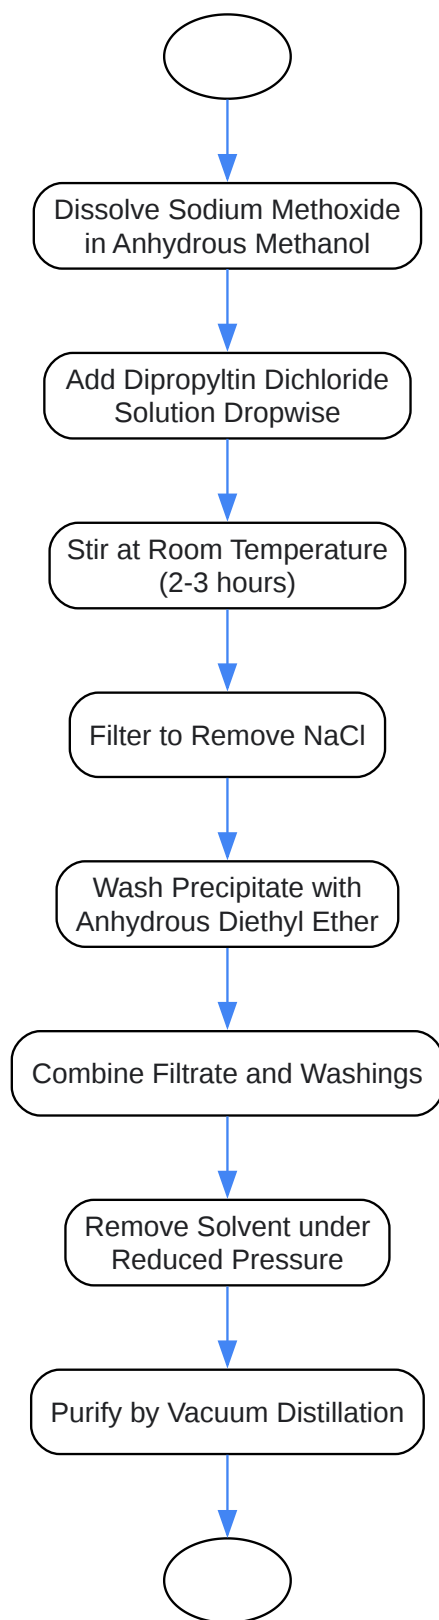 Dissolve Sodium Methoxide
in Anhydrous Methanol
Add Dipropyltin Dichloride
Solution Dropwise
Stir at Room Temperature
(2-3 hours)
Filter to Remove NaCl
Wash Precipitate with
Anhydrous Diethyl Ether
Combine Filtrate and Washings
Remove Solvent under
Reduced Pressure
Purify by Vacuum Distillation